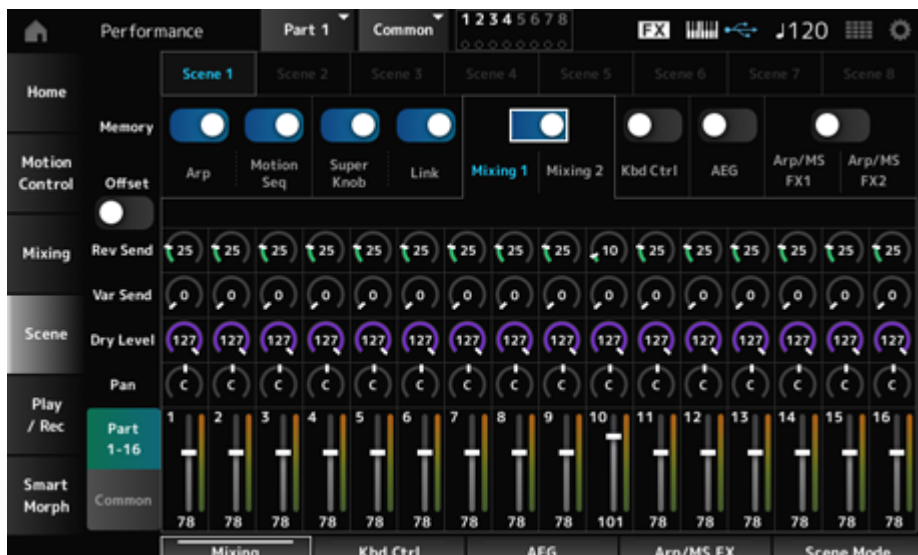 Performance Part 1 Common 1 2 3 4 5 6 7 8 FX ♩120
Scene 1 Scene 2 Scene 3 Scene 4 Scene 5 Scene 6 Scene 7 Scene 8
Home
Memory
Arp Motion Seq Super Knob Link Mixing 1 Mixing 2 Kbd Ctrl AEG Arp/MS FX1 Arp/MS FX2
Motion Control
Offset
Mixing
Rev Send 25 25 25 25 25 25 25 25 25 10 25 25 25 25 25 25
Var Send 0 0 0 0 0 0 0 0 0 0 0 0 0 0 0 0
Scene
Dry Level 127 127 127 127 127 127 127 127 127 127 127 127 127 127 127 127
Pan C C C C C C C C C C C C C C C C
Play / Rec
Part 1-16
1 2 3 4 5 6 7 8 9 10 11 12 13 14 15 16
Smart Morph
Common
78 78 78 78 78 78 78 78 78 101 78 78 78 78 78 78
Mixing Kbd Ctrl AEG Arp/MS FX Scene Mode